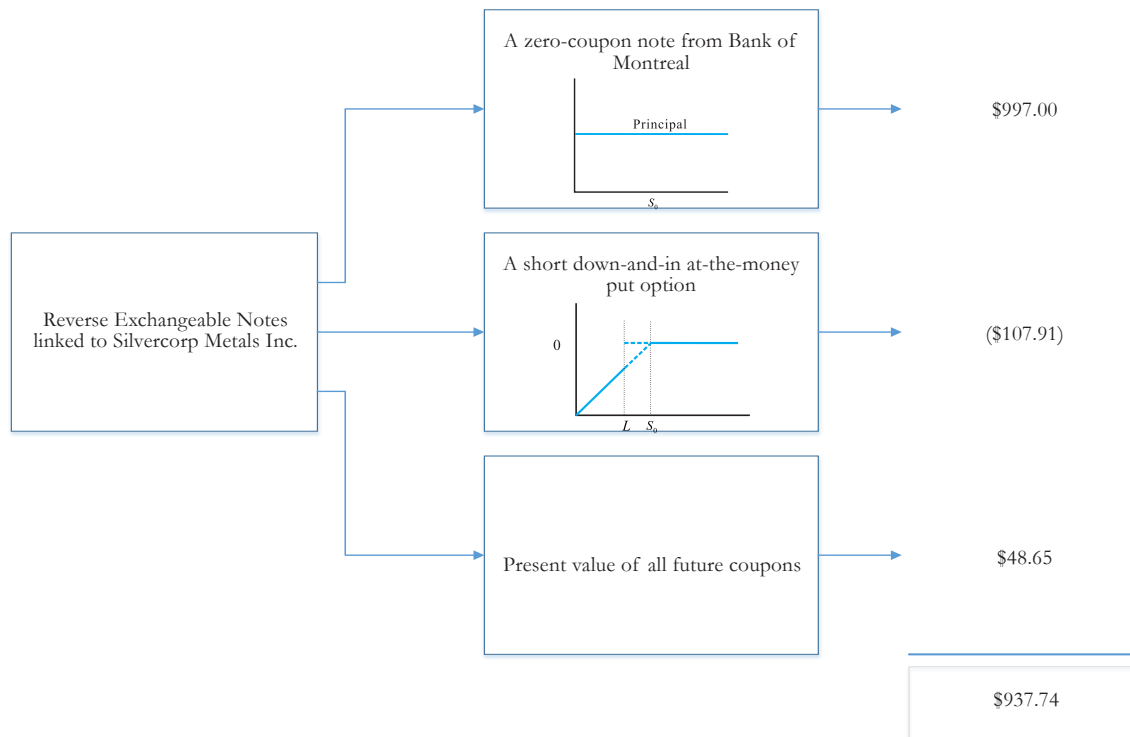 A zero-coupon note from Bank of
Montreal
Principal
S₀
$997.00
Reverse Exchangeable Notes
linked to Silvercorp Metals Inc.
A short down-and-in at-the-money
put option
0
L S₀
($107.91)
Present value of all future coupons
$48.65
$937.74